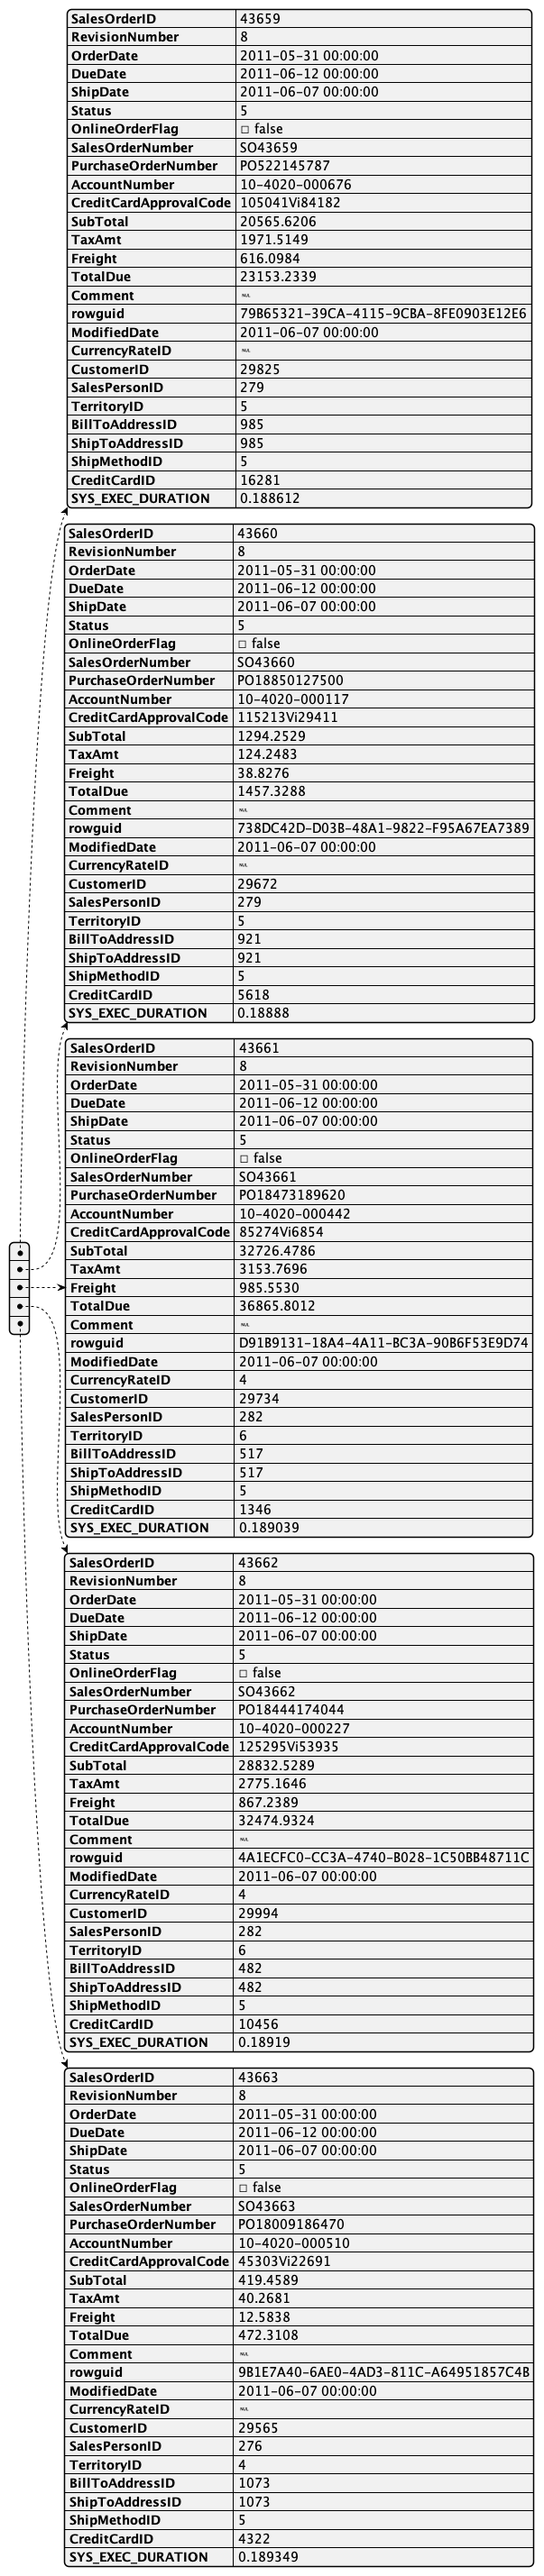 SalesOrderID 43659
RevisionNumber 8
OrderDate 2011-05-31 00:00:00
DueDate 2011-06-12 00:00:00
ShipDate 2011-06-07 00:00:00
Status 5
OnlineOrderFlag ☐ false
SalesOrderNumber SO43659
PurchaseOrderNumber PO522145787
AccountNumber 10-4020-000676
CreditCardApprovalCode 105041Vi84182
SubTotal 20565.6206
TaxAmt 1971.5149
Freight 616.0984
TotalDue 23153.2339
Comment ␀
rowguid 79B65321-39CA-4115-9CBA-8FE0903E12E6
ModifiedDate 2011-06-07 00:00:00
CurrencyRateID ␀
CustomerID 29825
SalesPersonID 279
TerritoryID 5
BillToAddressID 985
ShipToAddressID 985
ShipMethodID 5
CreditCardID 16281
SYS_EXEC_DURATION 0.188612
SalesOrderID 43660
RevisionNumber 8
OrderDate 2011-05-31 00:00:00
DueDate 2011-06-12 00:00:00
ShipDate 2011-06-07 00:00:00
Status 5
OnlineOrderFlag ☐ false
SalesOrderNumber SO43660
PurchaseOrderNumber PO18850127500
AccountNumber 10-4020-000117
CreditCardApprovalCode 115213Vi29411
SubTotal 1294.2529
TaxAmt 124.2483
Freight 38.8276
TotalDue 1457.3288
Comment ␀
rowguid 738DC42D-D03B-48A1-9822-F95A67EA7389
ModifiedDate 2011-06-07 00:00:00
CurrencyRateID ␀
CustomerID 29672
SalesPersonID 279
TerritoryID 5
BillToAddressID 921
ShipToAddressID 921
ShipMethodID 5
CreditCardID 5618
SYS_EXEC_DURATION 0.18888
SalesOrderID 43661
RevisionNumber 8
OrderDate 2011-05-31 00:00:00
DueDate 2011-06-12 00:00:00
ShipDate 2011-06-07 00:00:00
Status 5
OnlineOrderFlag ☐ false
SalesOrderNumber SO43661
PurchaseOrderNumber PO18473189620
AccountNumber 10-4020-000442
CreditCardApprovalCode 85274Vi6854
SubTotal 32726.4786
TaxAmt 3153.7696
Freight 985.5530
TotalDue 36865.8012
Comment ␀
rowguid D91B9131-18A4-4A11-BC3A-90B6F53E9D74
ModifiedDate 2011-06-07 00:00:00
CurrencyRateID 4
CustomerID 29734
SalesPersonID 282
TerritoryID 6
BillToAddressID 517
ShipToAddressID 517
ShipMethodID 5
CreditCardID 1346
SYS_EXEC_DURATION 0.189039
SalesOrderID 43662
RevisionNumber 8
OrderDate 2011-05-31 00:00:00
DueDate 2011-06-12 00:00:00
ShipDate 2011-06-07 00:00:00
Status 5
OnlineOrderFlag ☐ false
SalesOrderNumber SO43662
PurchaseOrderNumber PO18444174044
AccountNumber 10-4020-000227
CreditCardApprovalCode 125295Vi53935
SubTotal 28832.5289
TaxAmt 2775.1646
Freight 867.2389
TotalDue 32474.9324
Comment ␀
rowguid 4A1ECFC0-CC3A-4740-B028-1C50BB48711C
ModifiedDate 2011-06-07 00:00:00
CurrencyRateID 4
CustomerID 29994
SalesPersonID 282
TerritoryID 6
BillToAddressID 482
ShipToAddressID 482
ShipMethodID 5
CreditCardID 10456
SYS_EXEC_DURATION 0.18919
SalesOrderID 43663
RevisionNumber 8
OrderDate 2011-05-31 00:00:00
DueDate 2011-06-12 00:00:00
ShipDate 2011-06-07 00:00:00
Status 5
OnlineOrderFlag ☐ false
SalesOrderNumber SO43663
PurchaseOrderNumber PO18009186470
AccountNumber 10-4020-000510
CreditCardApprovalCode 45303Vi22691
SubTotal 419.4589
TaxAmt 40.2681
Freight 12.5838
TotalDue 472.3108
Comment ␀
rowguid 9B1E7A40-6AE0-4AD3-811C-A64951857C4B
ModifiedDate 2011-06-07 00:00:00
CurrencyRateID ␀
CustomerID 29565
SalesPersonID 276
TerritoryID 4
BillToAddressID 1073
ShipToAddressID 1073
ShipMethodID 5
CreditCardID 4322
SYS_EXEC_DURATION 0.189349